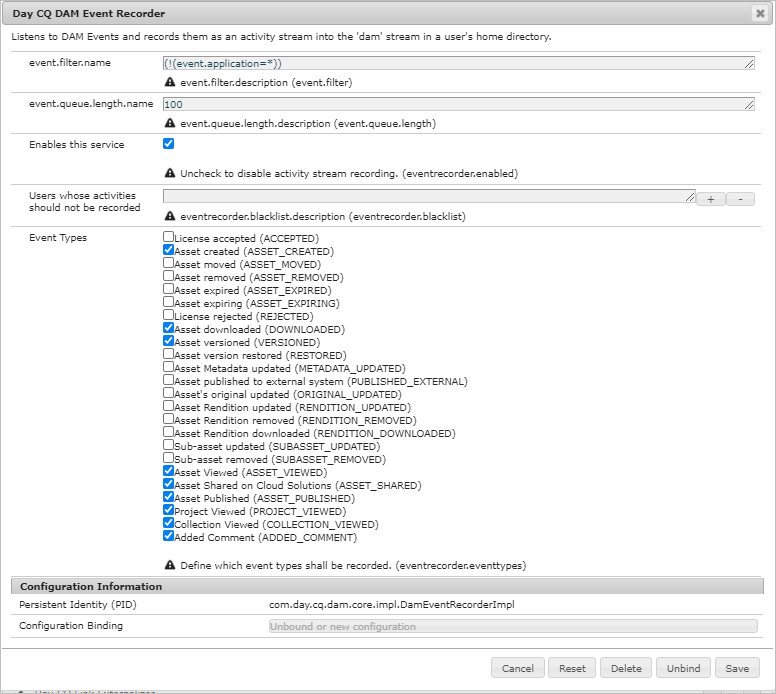 Day CQ DAM Event Recorder
Listens to DAM Events and records them as an activity stream into the 'dam' stream in a user's home directory.
event.filter.name
(!(event.application=*))
event.filter.description (event.filter)
event.queue.length.name
100
event.queue.length.description (event.queue.length)
Enables this service
Uncheck to disable activity stream recording. (eventrecorder.enabled)
Users whose activities
should not be recorded
+
-
eventrecorder.blacklist.description (eventrecorder.blacklist)
Event Types
License accepted (ACCEPTED)
Asset created (ASSET_CREATED)
Asset moved (ASSET_MOVED)
Asset removed (ASSET_REMOVED)
Asset expired (ASSET_EXPIRED)
Asset expiring (ASSET_EXPIRING)
License rejected (REJECTED)
Asset downloaded (DOWNLOADED)
Asset versioned (VERSIONED)
Asset version restored (RESTORED)
Asset Metadata updated (METADATA_UPDATED)
Asset published to external system (PUBLISHED_EXTERNAL)
Asset's original updated (ORIGINAL_UPDATED)
Asset Rendition updated (RENDITION_UPDATED)
Asset Rendition removed (RENDITION_REMOVED)
Asset Rendition downloaded (RENDITION_DOWNLOADED)
Sub-asset updated (SUBASSET_UPDATED)
Sub-asset removed (SUBASSET_REMOVED)
Asset Viewed (ASSET_VIEWED)
Asset Shared on Cloud Solutions (ASSET_SHARED)
Asset Published (ASSET_PUBLISHED)
Project Viewed (PROJECT_VIEWED)
Collection Viewed (COLLECTION_VIEWED)
Added Comment (ADDED_COMMENT)
Define which event types shall be recorded. (eventrecorder.eventtypes)
Configuration Information
Persistent Identity (PID)
com.day.cq.dam.core.impl.DamEventRecorderImpl
Configuration Binding
Unbound or new configuration
Cancel
Reset
Delete
Unbind
Save